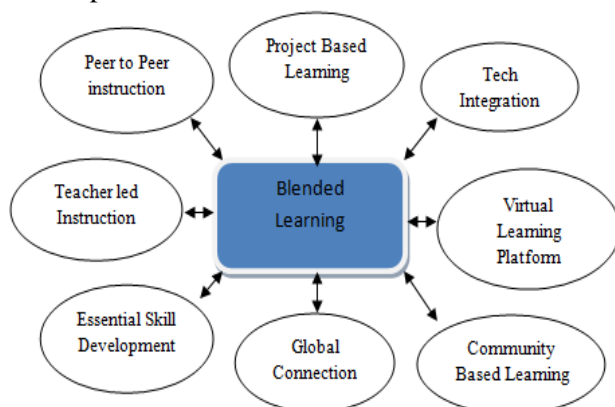 Peer to Peer
instruction
Project Based
Learning
Tech
Integration
Teacher led
Instruction
Blended
Learning
Virtual
Learning
Platform
Essential Skill
Development
Global
Connection
Community
Based Learning